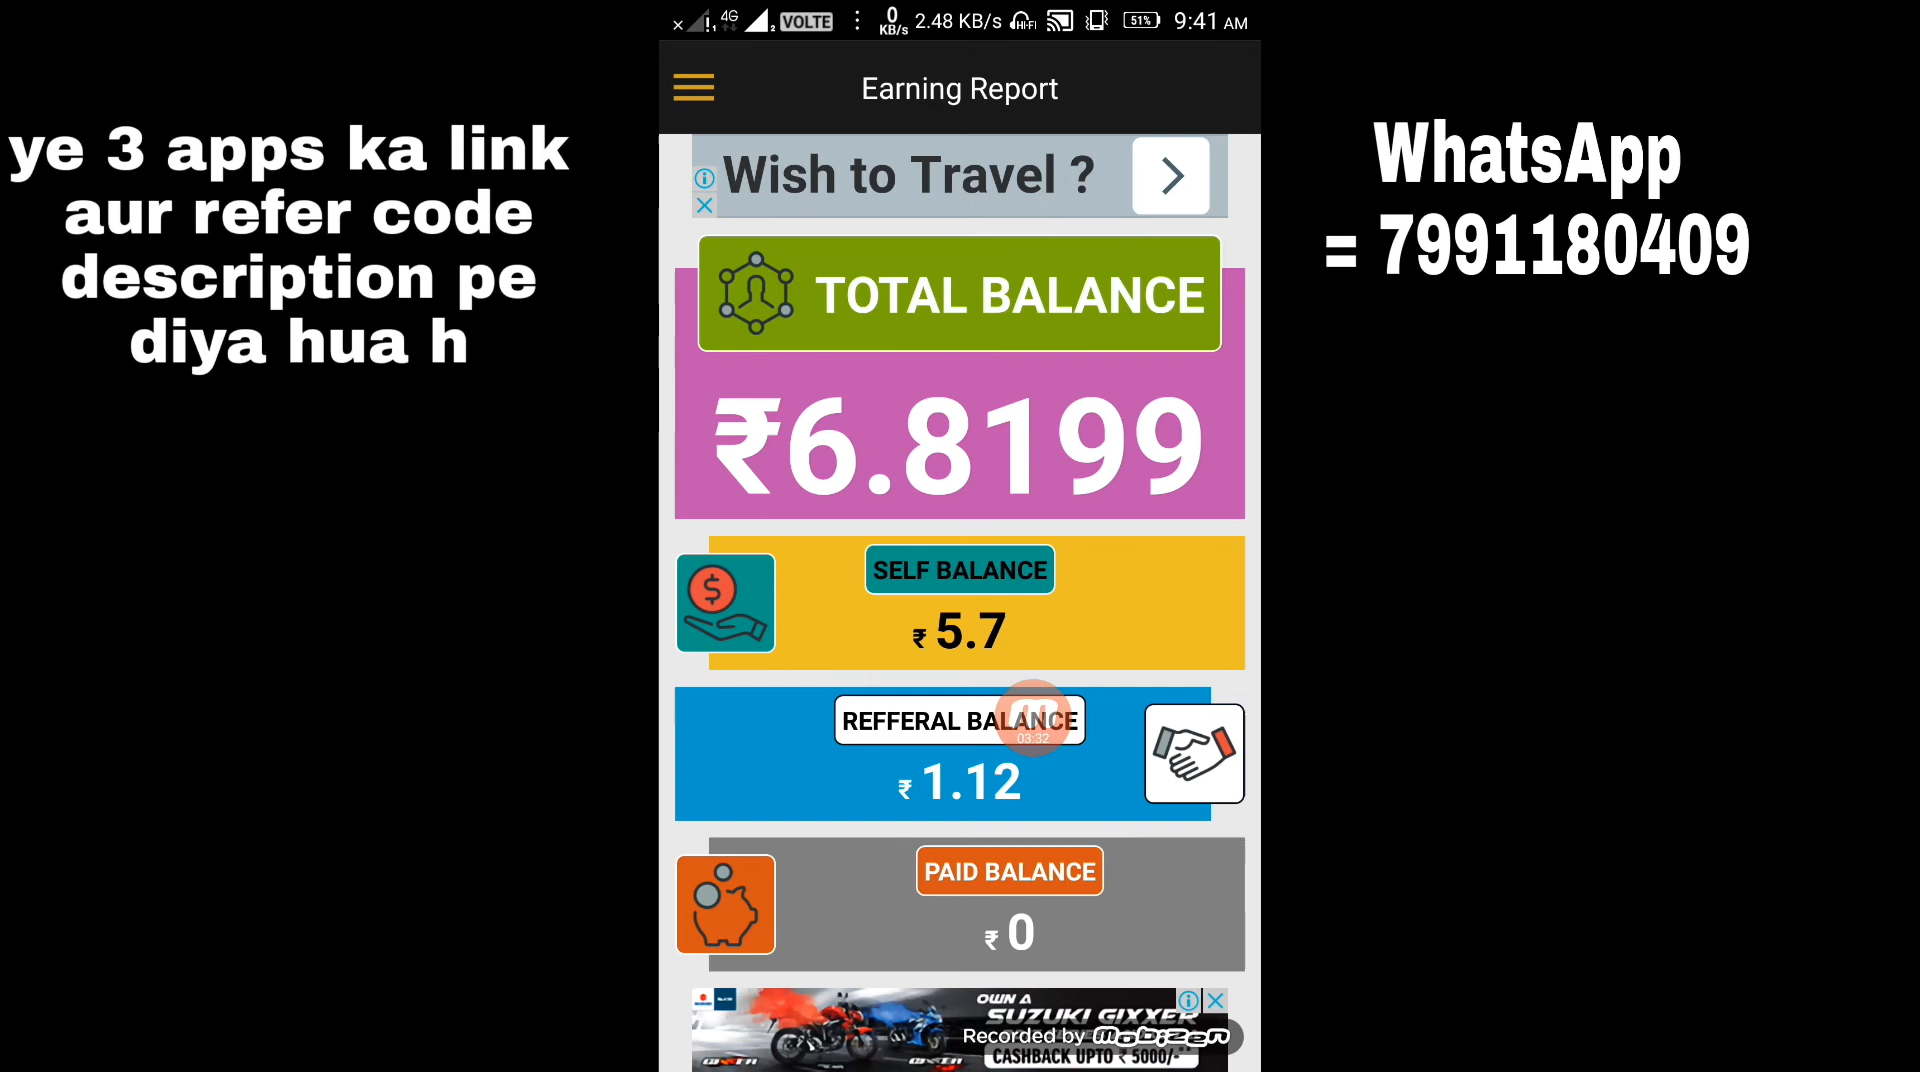 4G
VOLTE
0
KB/s
2.48 KB/s
HI-FI
51%
9:41 AM
Earning Report
ye 3 apps ka link
aur refer code
description pe
diya hua h
WhatsApp
= 7991180409
Wish to Travel ?
TOTAL BALANCE
₹6.8199
SELF BALANCE
₹ 5.7
REFFERAL BALANCE
03:32
₹ 1.12
PAID BALANCE
₹ 0
OWN A
SUZUKI GIXXER
Recorded by mobizen
CASHBACK UPTO ₹ 5000/-